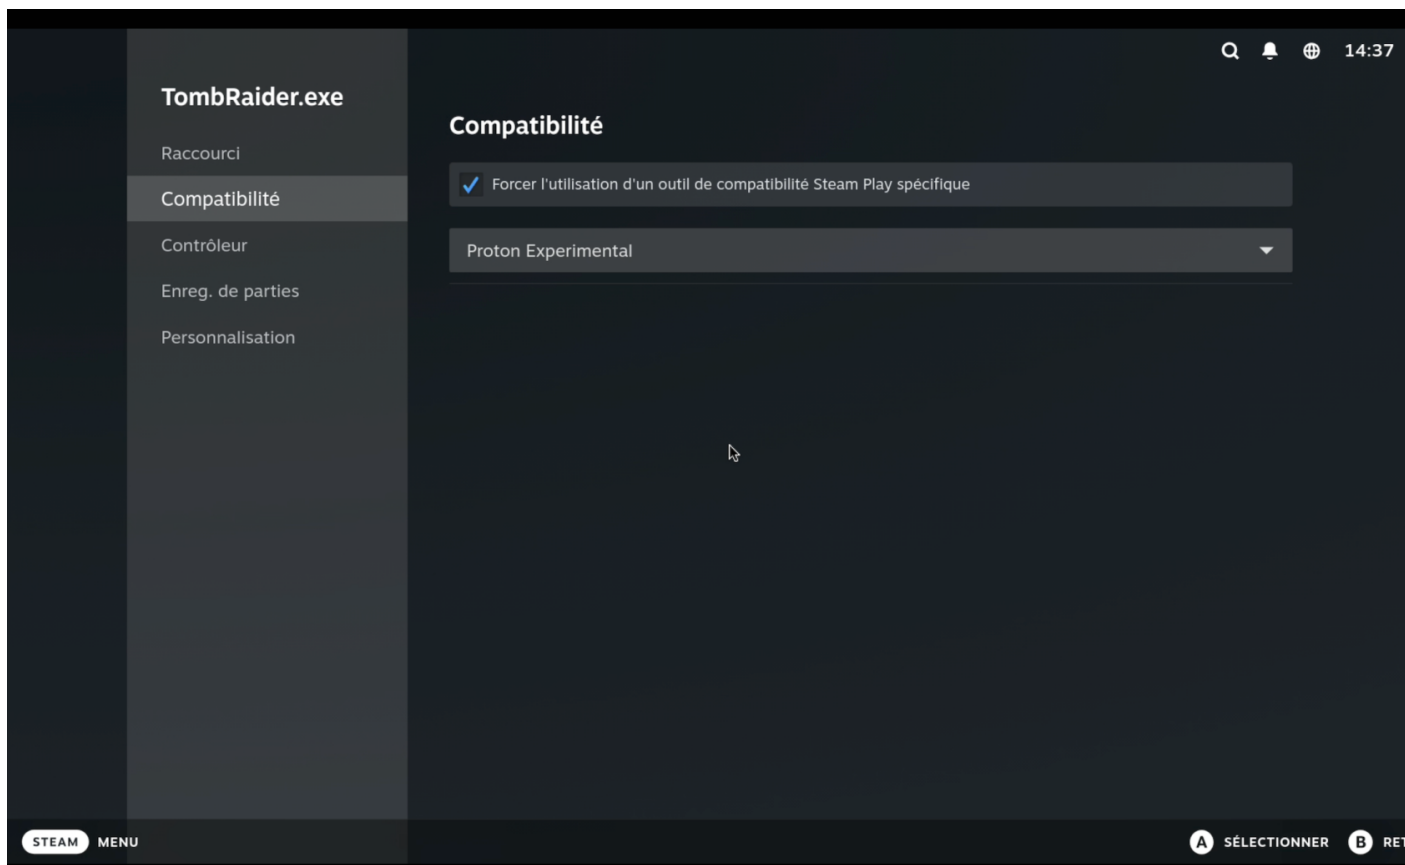 14:37
TombRaider.exe
Raccourci
Compatibilité
Contrôleur
Enreg. de parties
Personnalisation
Compatibilité
Forcer l'utilisation d'un outil de compatibilité Steam Play spécifique
Proton Experimental
STEAM MENU
A SÉLECTIONNER B RET